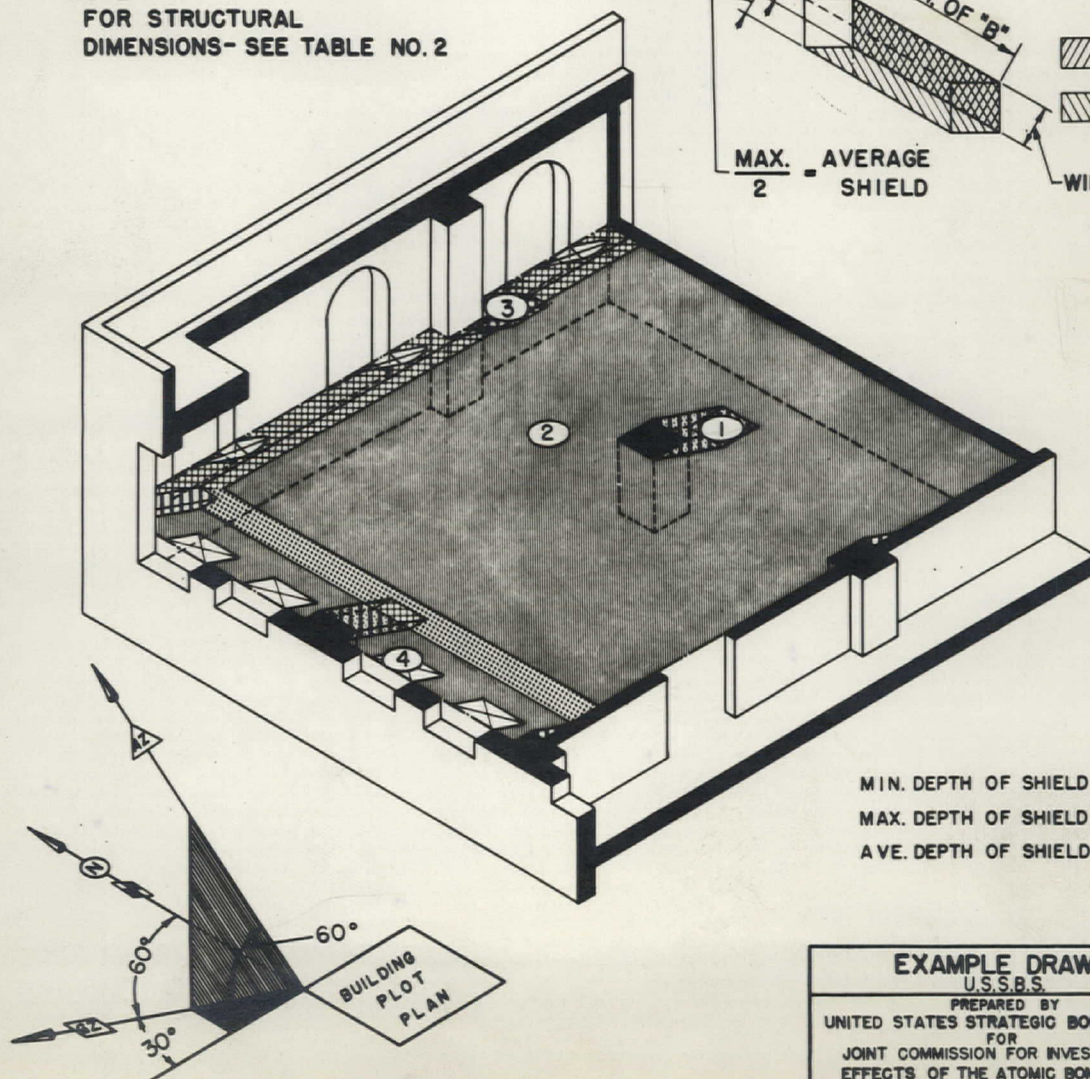 FOR STRUCTURAL
DIMENSIONS- SEE TABLE NO. 2
OF "B"
MAX.
2
= AVERAGE
SHIELD
3
2
1
4
N
60°
60°
30°
BUILDING
PLOT
PLAN
MIN. DEPTH OF SHIELD
MAX. DEPTH OF SHIELD
AVE. DEPTH OF SHIELD
EXAMPLE DRAW
U.S.S.B.S.
PREPARED BY
UNITED STATES STRATEGIC BO
FOR
JOINT COMMISSION FOR INVES
EFFECTS OF THE ATOMIC BO